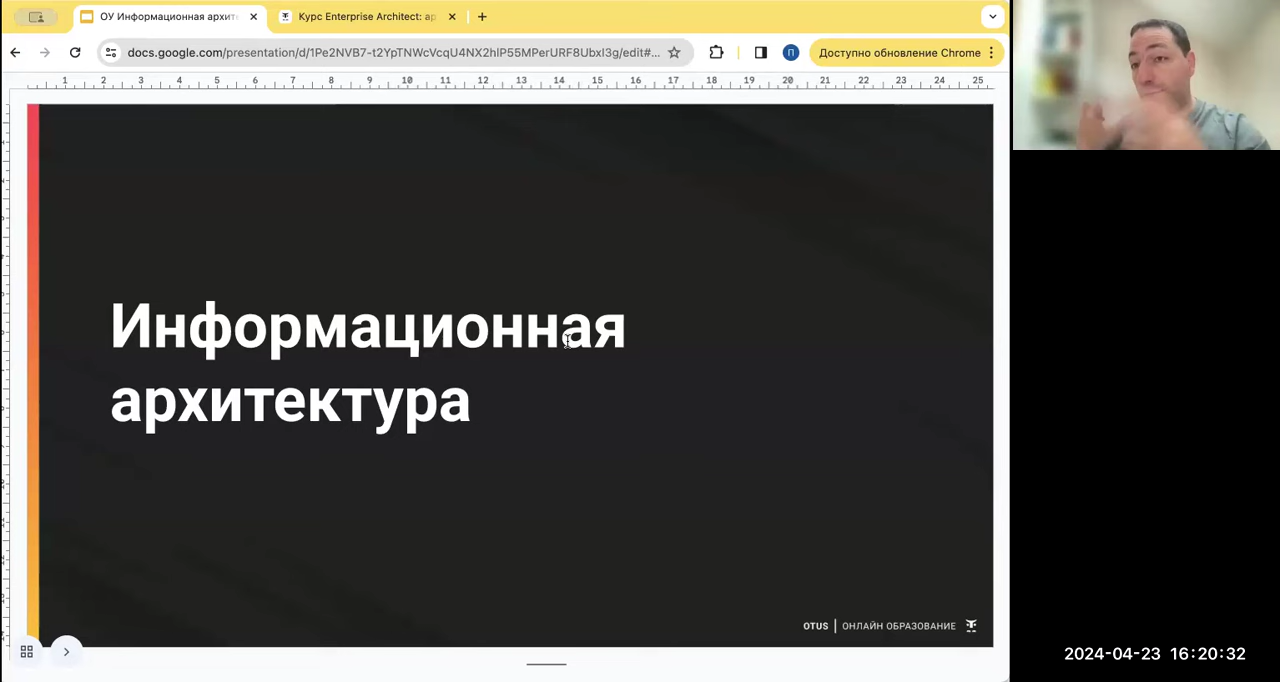 ОУ Информационная архит
Курс Enterprise Architect: ар
docs.google.com/presentation/d/1Pe2NVB7-t2YpTNWcVcqU4NX2hIP55MPerURF8UbxI3g/edit#...
П
Доступно обновление Chrome
1 2 3 4 5 6 7 8 9 10 11 12 13 14 15 16 17 18 19 20 21 22 23 24 25
Информационная
архитектура
OTUS | ОНЛАЙН ОБРАЗОВАНИЕ
2024-04-23 16:20:32